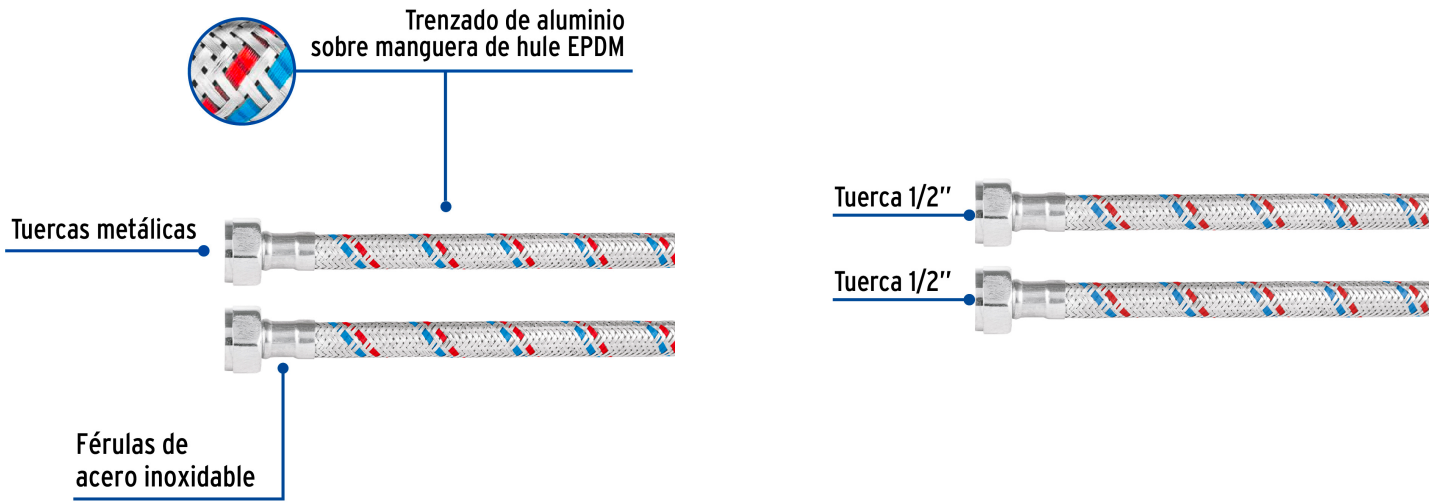 Trenzado de aluminio
sobre manguera de hule EPDM
Tuercas metálicas
Férulas de
acero inoxidable
Tuerca 1/2"
Tuerca 1/2"